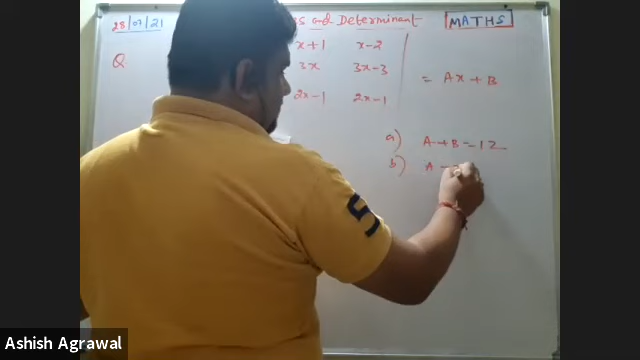 28/07/21 and Determinant MATHS
Q.
x+1 x-2
3x 3x-3
= Ax+B
2x-1 2x-1
a) A+B=12
b) A
5
Ashish Agrawal